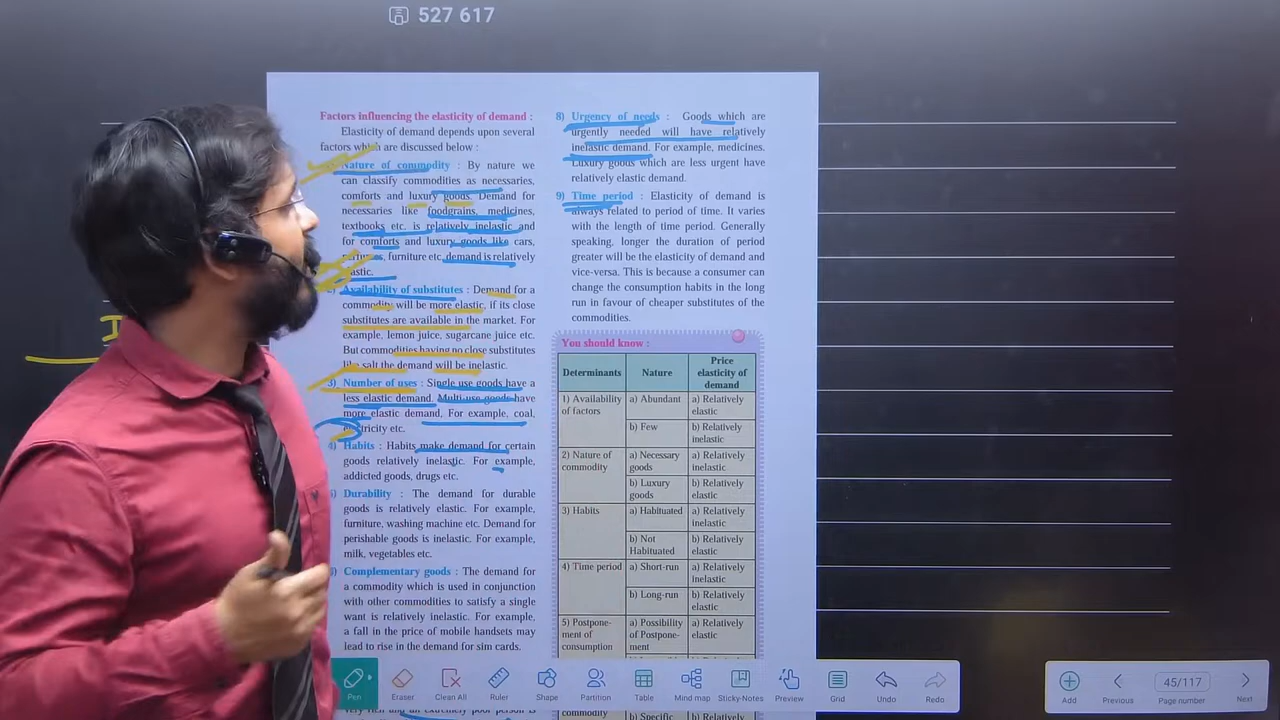 527 617
Factors influencing the elasticity of demand :
Elasticity of demand depends upon several
factors which are discussed below :
Nature of commodity : By nature we
can classify commodities as necessaries,
comforts and luxury goods. Demand for
necessaries like foodgrains, medicines,
textbooks etc. is relatively inelastic and
for comforts and luxury goods like cars,
perfumes, furniture etc. demand is relatively
elastic.
2) Availability of substitutes : Demand for a
commodity will be more elastic, if its close
substitutes are available in the market. For
example, lemon juice, sugarcane juice etc.
But commodities having no close substitutes
like salt the demand will be inelastic.
3) Number of uses : Single use goods have a
less elastic demand. Multi-use goods have
more elastic demand. For example, coal,
electricity etc.
4) Habits : Habits make demand for certain
goods relatively inelastic. For example,
addicted goods, drugs etc.
Durability : The demand for durable
goods is relatively elastic. For example,
furniture, washing machine etc. Demand for
perishable goods is inelastic. For example,
milk, vegetables etc.
Complementary goods : The demand for
a commodity which is used in conjunction
with other commodities to satisfy a single
want is relatively inelastic. For example,
a fall in the price of mobile handsets may
lead to rise in the demand for sim cards.
very rich and an extremely poor person is
8) Urgency of needs : Goods which are
urgently needed will have relatively
inelastic demand. For example, medicines.
Luxury goods which are less urgent have
relatively elastic demand.
9) Time period : Elasticity of demand is
always related to period of time. It varies
with the length of time period. Generally
speaking, longer the duration of period
greater will be the elasticity of demand and
vice-versa. This is because a consumer can
change the consumption habits in the long
run in favour of cheaper substitutes of the
commodities.
You should know :
Determinants Nature Price elasticity of demand
1) Availability of factors a) Abundant a) Relatively elastic
b) Few b) Relatively inelastic
2) Nature of commodity a) Necessary goods a) Relatively inelastic
b) Luxury goods b) Relatively elastic
3) Habits a) Habituated a) Relatively inelastic
b) Not Habituated b) Relatively elastic
4) Time period a) Short-run a) Relatively inelastic
b) Long-run b) Relatively elastic
5) Postpone-ment of consumption a) Possibility of Postpone-ment a) Relatively elastic
commodity b) Specific b) Relatively
Pen Eraser Clean All Ruler Shape Partition Table Mind map Sticky-Notes Preview Grid Undo Redo
Add Previous 45/117 Page number Next